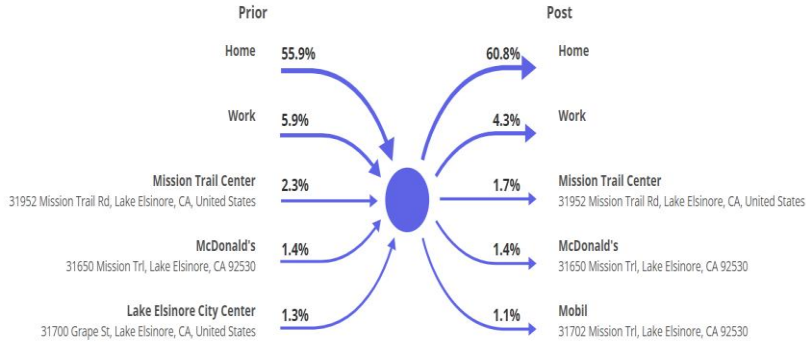 Prior
Post
Home
55.9%
60.8%
Home
Work
5.9%
4.3%
Work
Mission Trail Center
31952 Mission Trail Rd, Lake Elsinore, CA, United States
2.3%
1.7%
Mission Trail Center
31952 Mission Trail Rd, Lake Elsinore, CA, United States
McDonald's
31650 Mission Trl, Lake Elsinore, CA 92530
1.4%
1.4%
McDonald's
31650 Mission Trl, Lake Elsinore, CA 92530
Lake Elsinore City Center
31700 Grape St, Lake Elsinore, CA, United States
1.3%
1.1%
Mobil
31702 Mission Trl, Lake Elsinore, CA 92530